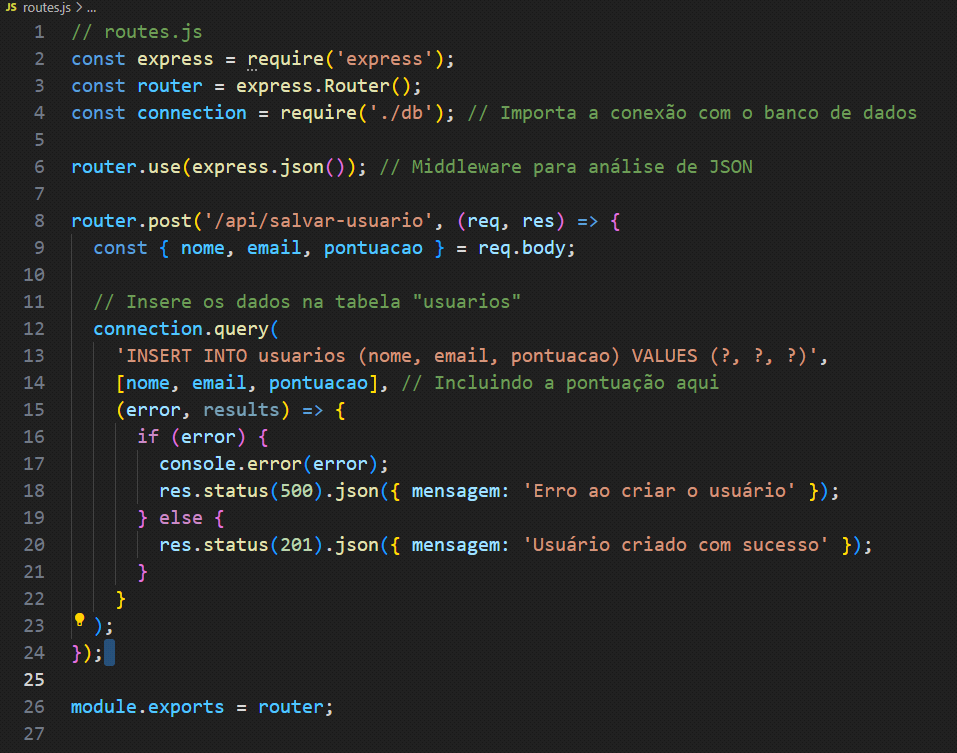 JS routes.js > ...
1 // routes.js
2 const express = require('express');
3 const router = express.Router();
4 const connection = require('./db'); // Importa a conexão com o banco de dados
5
6 router.use(express.json()); // Middleware para análise de JSON
7
8 router.post('/api/salvar-usuario', (req, res) => {
9   const { nome, email, pontuacao } = req.body;
10
11   // Insere os dados na tabela "usuarios"
12   connection.query(
13     'INSERT INTO usuarios (nome, email, pontuacao) VALUES (?, ?, ?)',
14     [nome, email, pontuacao], // Incluindo a pontuação aqui
15     (error, results) => {
16       if (error) {
17         console.error(error);
18         res.status(500).json({ mensagem: 'Erro ao criar o usuário' });
19       } else {
20         res.status(201).json({ mensagem: 'Usuário criado com sucesso' });
21       }
22     }
23   );
24 });
25
26 module.exports = router;
27